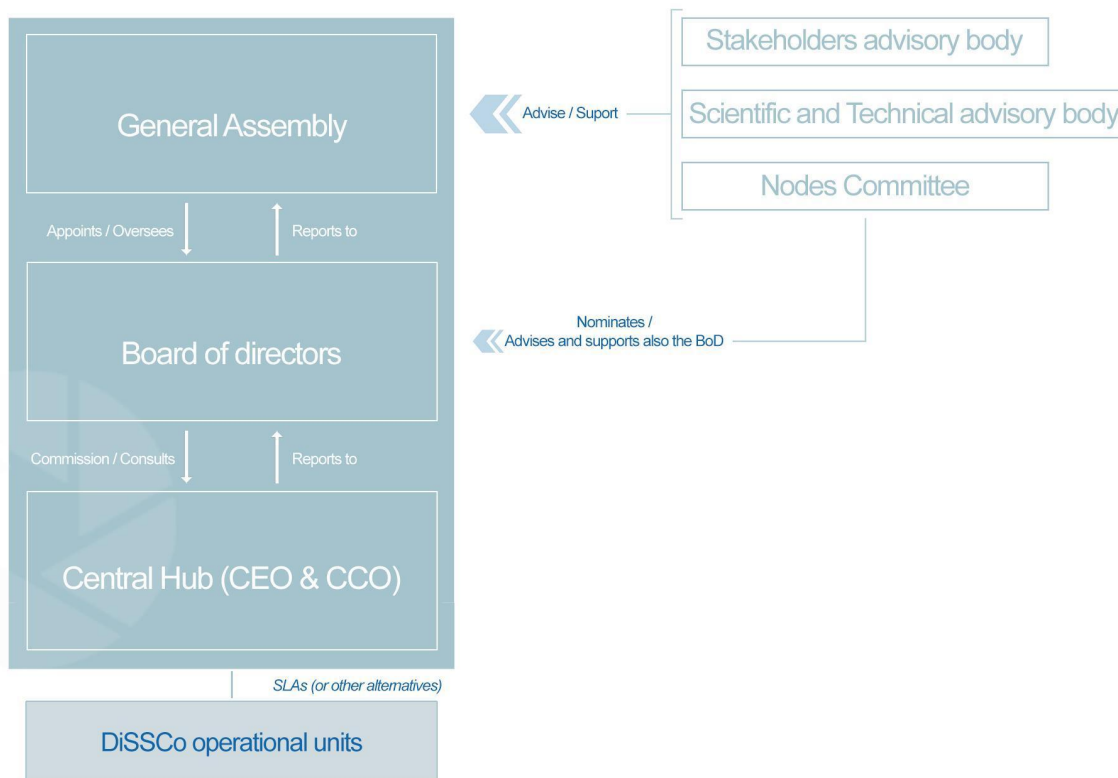 Stakeholders advisory body
General Assembly
Advise / Suport
Scientific and Technical advisory body
Nodes Committee
Appoints / Oversees
Reports to
Board of directors
Nominates /
Advises and supports also the BoD
Commission / Consults
Reports to
Central Hub (CEO & CCO)
SLAs (or other alternatives)
DiSSCo operational units